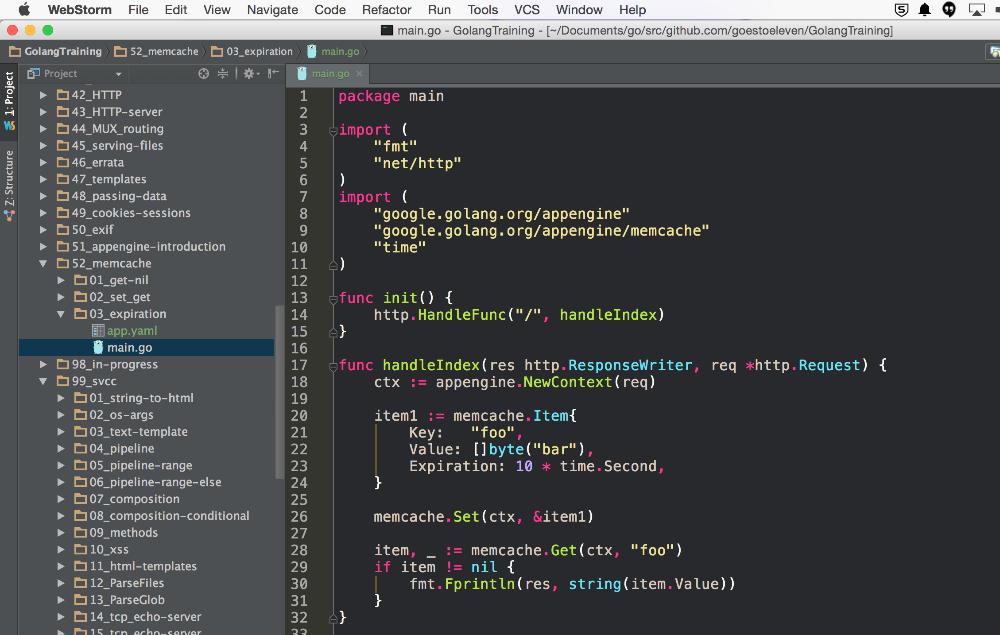 WebStorm File Edit View Navigate Code Refactor Run Tools VCS Window Help
main.go - GolangTraining - [~/Documents/go/src/github.com/goestoeleven/GolangTraining]
GolangTraining 52_memcache 03_expiration main.go
1: Project
7: Structure
Project
42_HTTP
43_HTTP-server
44_MUX_routing
45_serving-files
46_errata
47_templates
48_passing-data
49_cookies-sessions
50_exif
51_appengine-introduction
52_memcache
01_get-nil
02_set_get
03_expiration
app.yaml
main.go
98_in-progress
99_svcc
01_string-to-html
02_os-args
03_text-template
04_pipeline
05_pipeline-range
06_pipeline-range-else
07_composition
08_composition-conditional
09_methods
10_xss
11_html-templates
12_ParseFiles
13_ParseGlob
14_tcp_echo-server
15_tcp_echo-server
main.go
1 package main
2
3 import (
4 "fmt"
5 "net/http"
6 )
7 import (
8 "google.golang.org/appengine"
9 "google.golang.org/appengine/memcache"
10 "time"
11 )
12
13 func init() {
14 http.HandleFunc("/", handleIndex)
15 }
16
17 func handleIndex(res http.ResponseWriter, req *http.Request) {
18 ctx := appengine.NewContext(req)
19
20 item1 := memcache.Item{
21 Key: "foo",
22 Value: []byte("bar"),
23 Expiration: 10 * time.Second,
24 }
25
26 memcache.Set(ctx, &item1)
27
28 item, _ := memcache.Get(ctx, "foo")
29 if item != nil {
30 fmt.Fprintln(res, string(item.Value))
31 }
32 }
33